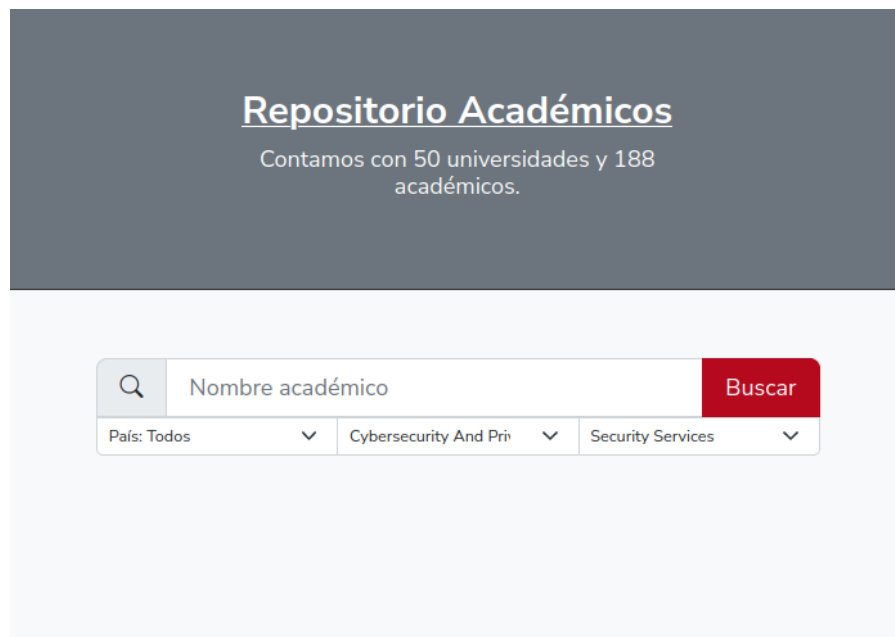 Repositorio Académicos
Contamos con 50 universidades y 188
académicos.
Nombre académico
Buscar
País: Todos
Cybersecurity And Pri
Security Services